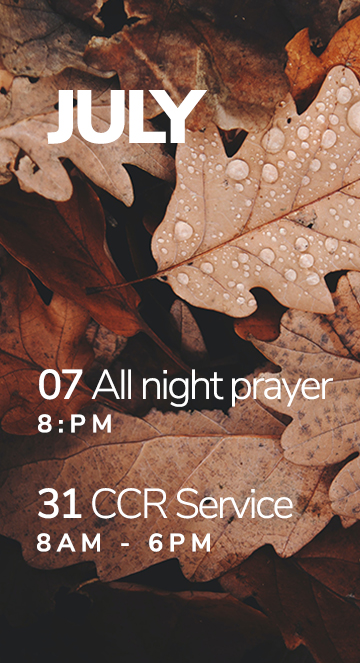 JULY
07 All night prayer
8:PM
31 CCR Service
8AM - 6PM